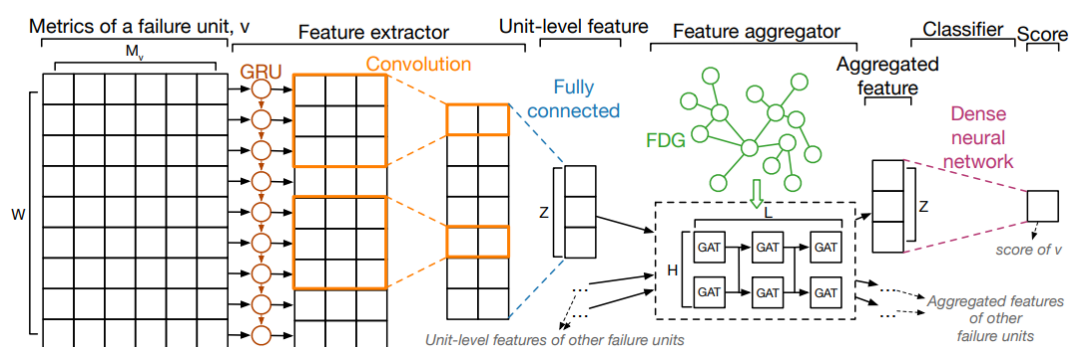 Metrics of a failure unit, v
Feature extractor
Unit-level feature
Feature aggregator
Classifier
Score
Mv
GRU
Convolution
Fully
connected
Aggregated
feature
Dense
neural
network
FDG
W
Z
L
H
GAT
GAT
GAT
GAT
GAT
GAT
Z
score of v
...
...
Unit-level features of other failure units
...
...
Aggregated features
of other
failure units